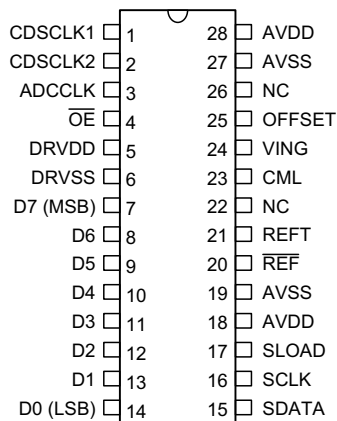 CDSCLK1 1 28 AVDD
CDSCLK2 2 27 AVSS
ADCCLK 3 26 NC
OE 4 25 OFFSET
DRVDD 5 24 VING
DRVSS 6 23 CML
D7 (MSB) 7 22 NC
D6 8 21 REFT
D5 9 20 REF
D4 10 19 AVSS
D3 11 18 AVDD
D2 12 17 SLOAD
D1 13 16 SCLK
D0 (LSB) 14 15 SDATA